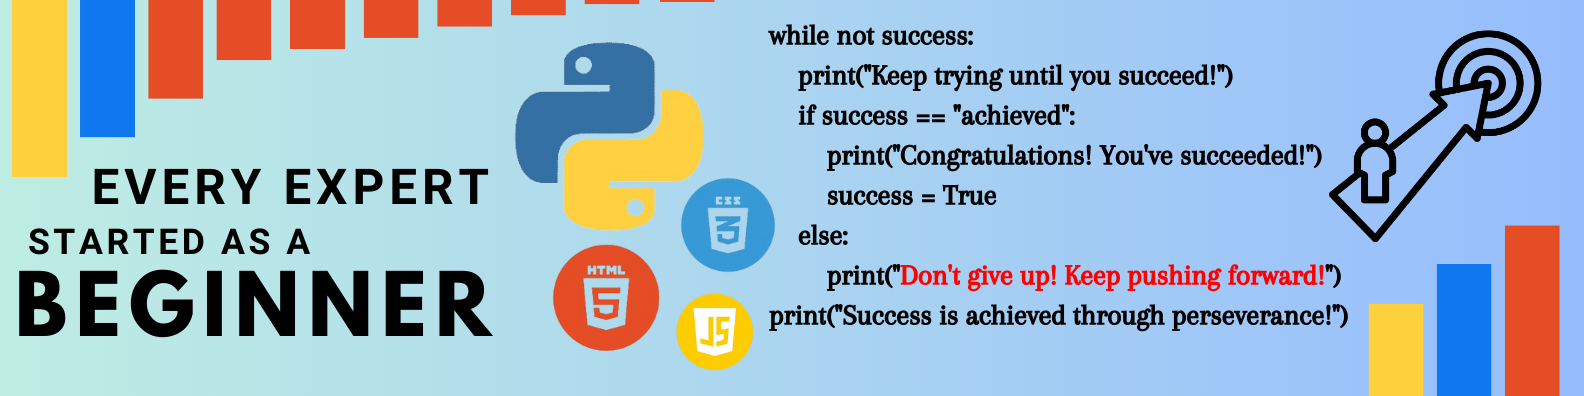 EVERY EXPERT
STARTED AS A
BEGINNER
CSS
3
HTML
5
JS
while not success:
print("Keep trying until you succeed!")
if success == "achieved":
print("Congratulations! You've succeeded!")
success = True
else:
print("Don't give up! Keep pushing forward!")
print("Success is achieved through perseverance!")